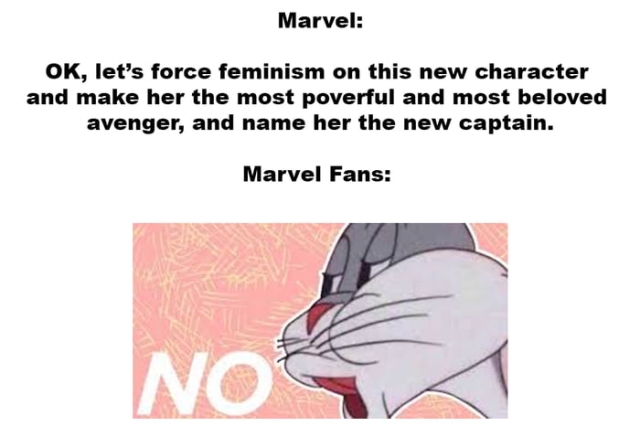 Marvel:
OK, let’s force feminism on this new character
and make her the most poverful and most beloved
avenger, and name her the new captain.
Marvel Fans:
NO